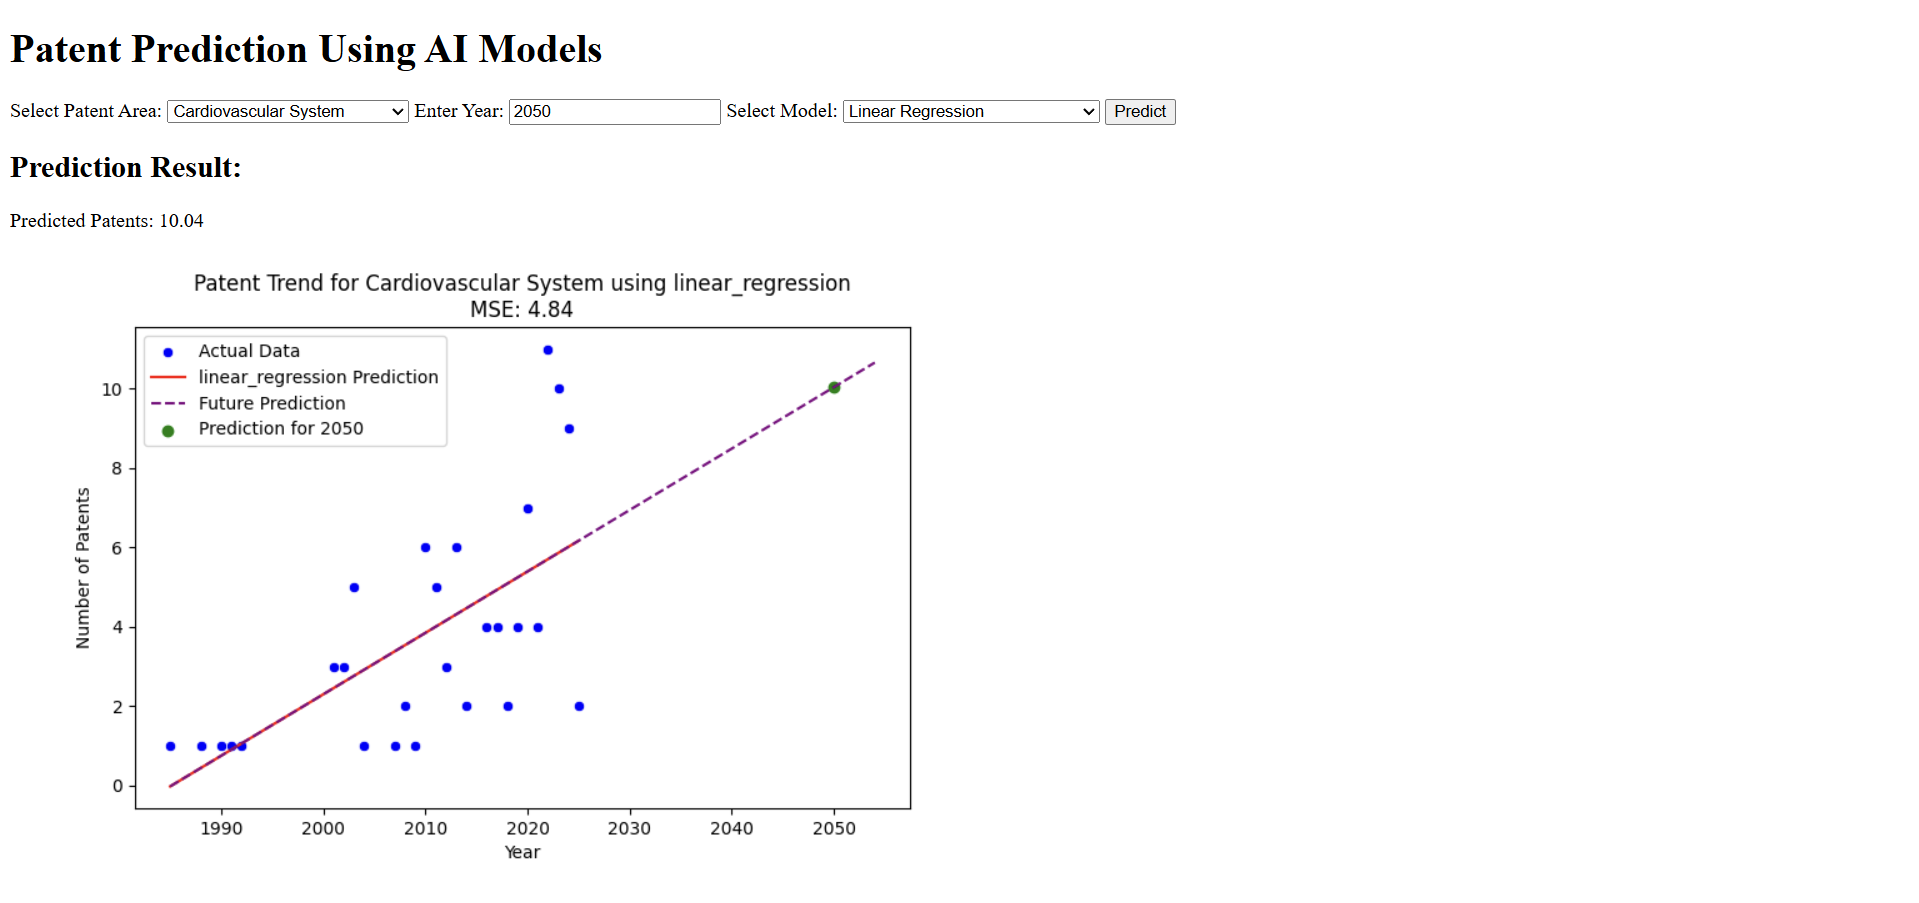 Patent Prediction Using AI Models
Select Patent Area: Cardiovascular System Enter Year: 2050 Select Model: Linear Regression Predict
Prediction Result:
Predicted Patents: 10.04
Patent Trend for Cardiovascular System using linear_regression
MSE: 4.84
Actual Data
linear_regression Prediction
Future Prediction
Prediction for 2050
Number of Patents
10
8
6
4
2
0
1990 2000 2010 2020 2030 2040 2050
Year